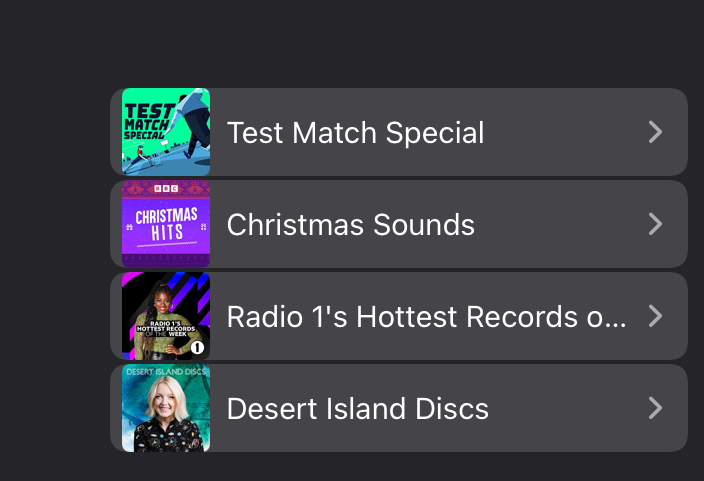 TEST
MATCH
SPECIAL
Test Match Special
BBC
CHRISTMAS
HITS
Christmas Sounds
RADIO 1'S
HOTTEST RECORDS
OF THE WEEK
1
Radio 1's Hottest Records o...
DESERT ISLAND DISCS
Desert Island Discs